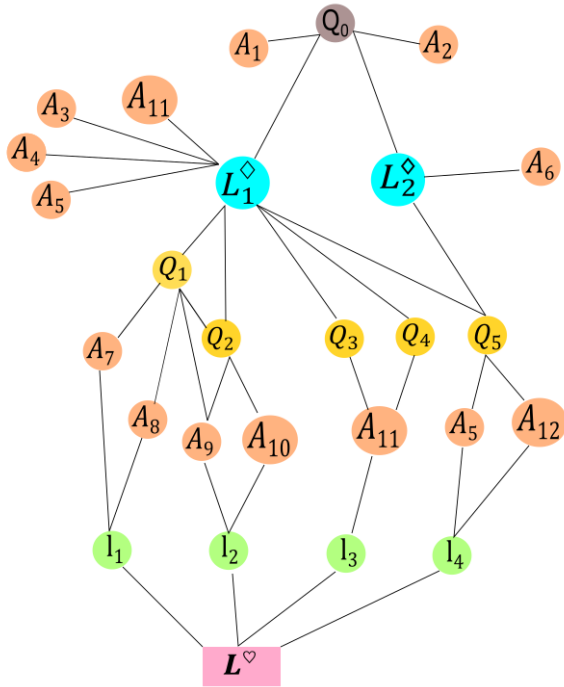 Q₀
A₁
A₂
A₃
A₁₁
A₄
A₅
L₁◇
L₂◇
A₆
Q₁
Q₂
Q₃
Q₄
Q₅
A₇
A₈
A₉
A₁₀
A₁₁
A₅
A₁₂
l₁
l₂
l₃
l₄
L♡